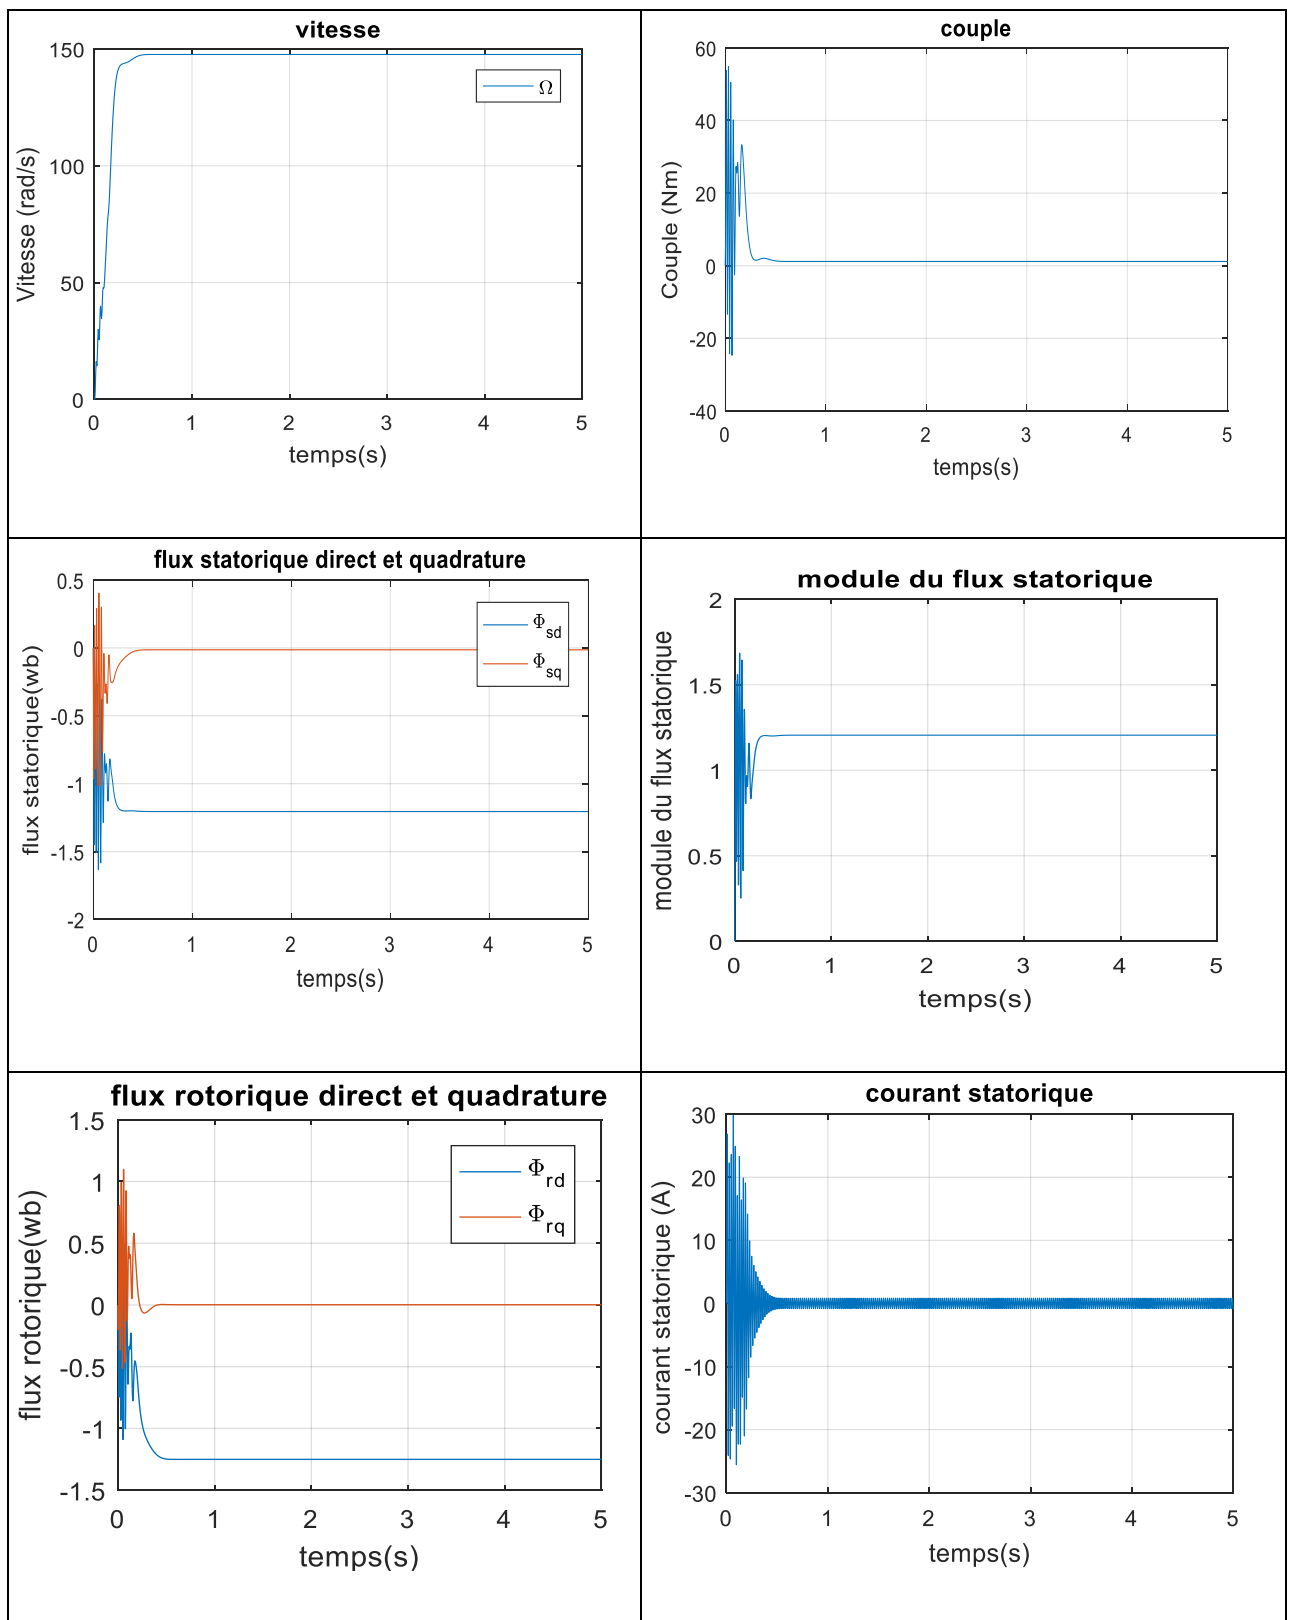 vitesse
150
100
50
0
Vitesse (rad/s)
Ω
0 1 2 3 4 5
temps(s)
couple
60
40
20
0
-20
-40
Couple (Nm)
0 1 2 3 4 5
temps(s)
flux statorique direct et quadrature
0.5
0
-0.5
-1
-1.5
-2
flux statorique(wb)
Φsd
Φsq
0 1 2 3 4 5
temps(s)
module du flux statorique
2
1.5
1
0.5
0
module du flux statorique
0 1 2 3 4 5
temps(s)
flux rotorique direct et quadrature
1.5
1
0.5
0
-0.5
-1
-1.5
flux rotorique(wb)
Φrd
Φrq
0 1 2 3 4 5
temps(s)
courant statorique
30
20
10
0
-10
-20
-30
courant statorique (A)
0 1 2 3 4 5
temps(s)